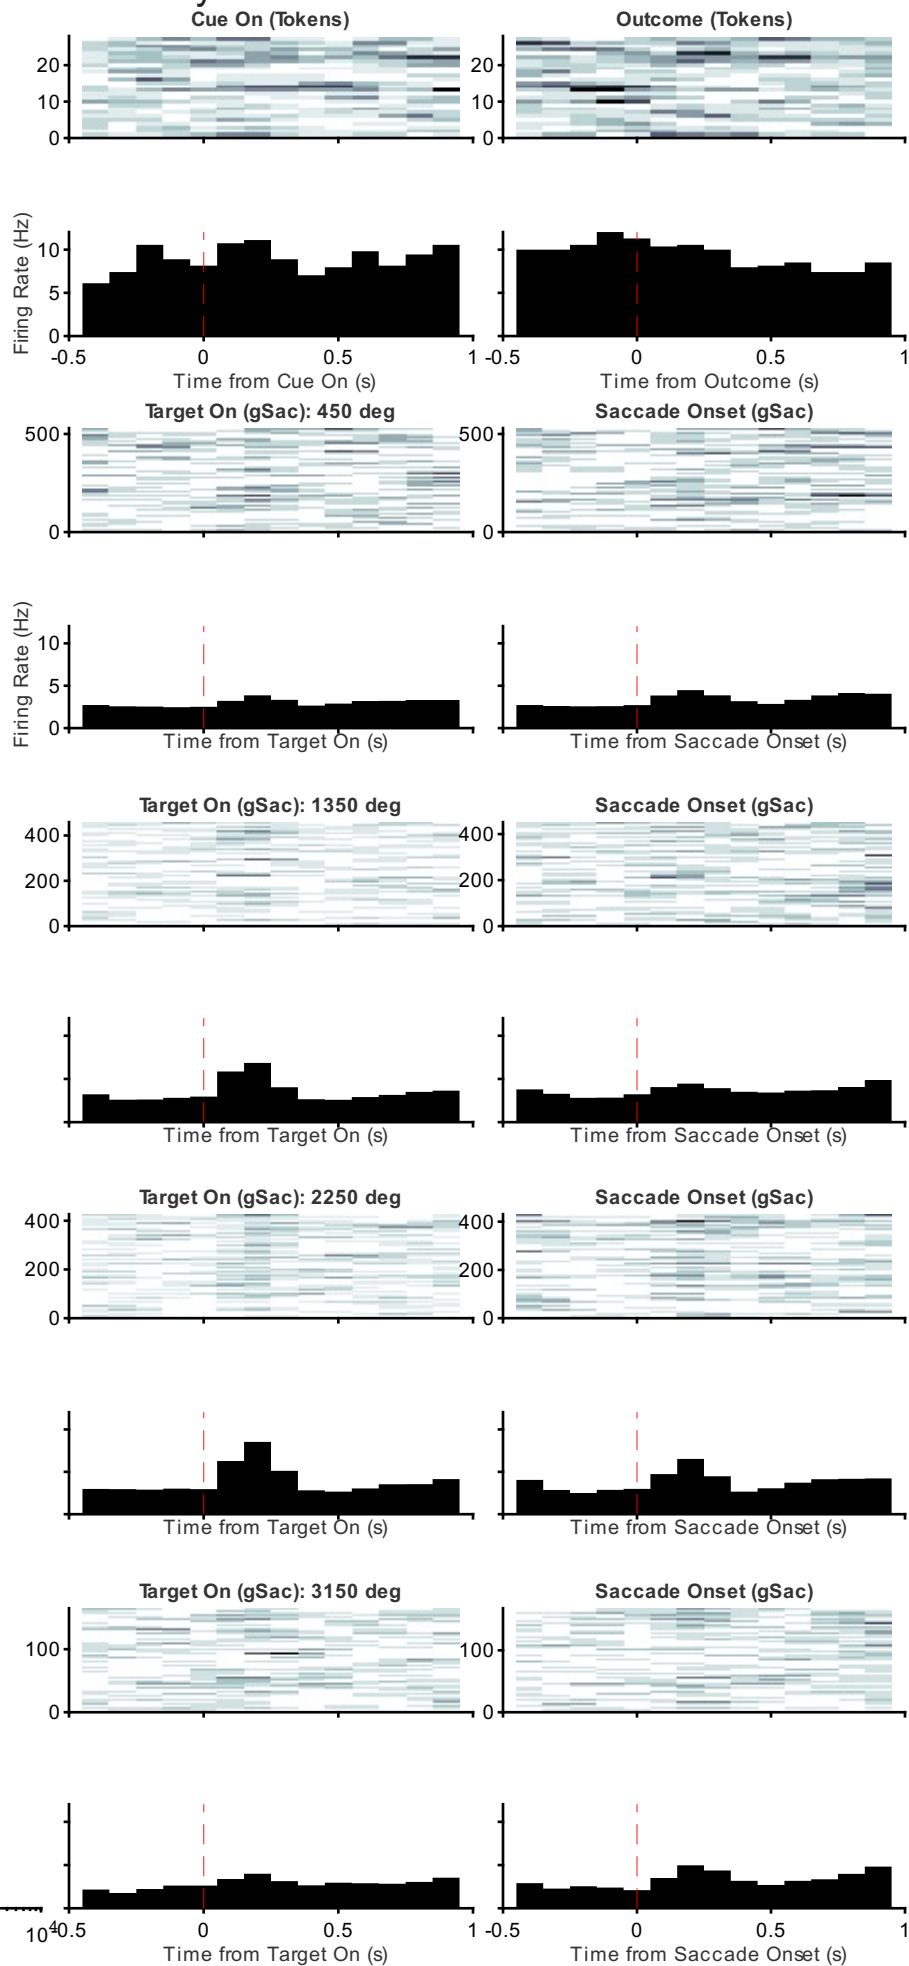 y
Cue On (Tokens) Outcome (Tokens)
20 20
10 10
0 0
Firing Rate (Hz)
10 10
5 5
0 0
-0.5 0 0.5 1 -0.5 0 0.5 1
Time from Cue On (s) Time from Outcome (s)
Target On (gSac): 450 deg Saccade Onset (gSac)
500 500
0 0
Firing Rate (Hz)
10
5
0
Time from Target On (s) Time from Saccade Onset (s)
Target On (gSac): 1350 deg Saccade Onset (gSac)
400 400
200 200
0 0
Time from Target On (s) Time from Saccade Onset (s)
Target On (gSac): 2250 deg Saccade Onset (gSac)
400 400
200 200
0 0
Time from Target On (s) Time from Saccade Onset (s)
Target On (gSac): 3150 deg Saccade Onset (gSac)
100 100
0 0
10⁴ -0.5 0 0.5 1 -0.5 0 0.5 1
Time from Target On (s) Time from Saccade Onset (s)